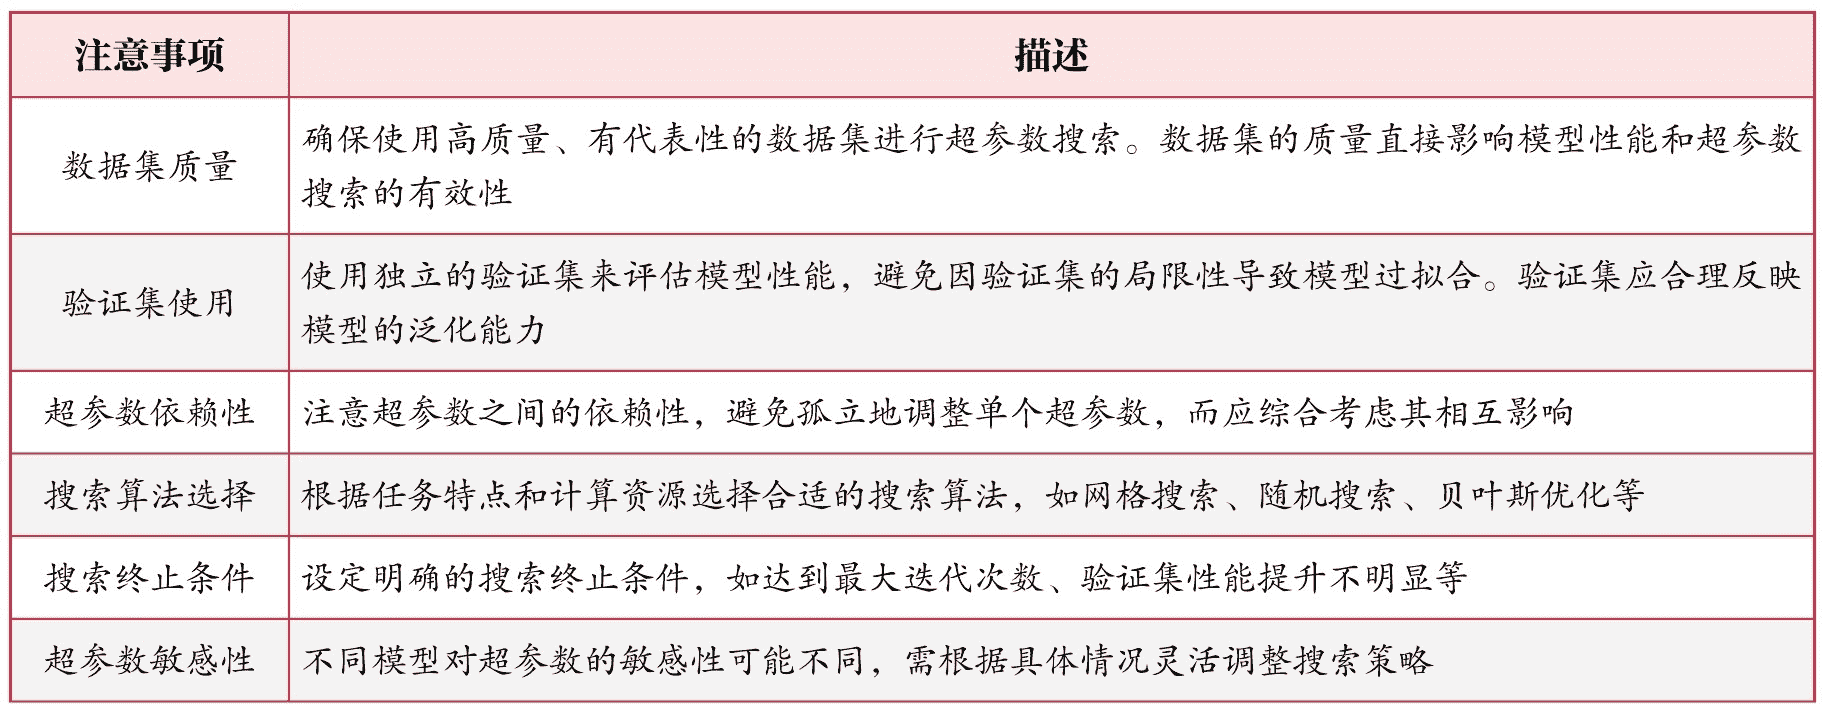 注意事项
描述
数据集质量
确保使用高质量、有代表性的数据集进行超参数搜索。数据集的质量直接影响模型性能和超参数
搜索的有效性
验证集使用
使用独立的验证集来评估模型性能，避免因验证集的局限性导致模型过拟合。验证集应合理反映
模型的泛化能力
超参数依赖性
注意超参数之间的依赖性，避免孤立地调整单个超参数，而应综合考虑其相互影响
搜索算法选择
根据任务特点和计算资源选择合适的搜索算法，如网格搜索、随机搜索、贝叶斯优化等
搜索终止条件
设定明确的搜索终止条件，如达到最大迭代次数、验证集性能提升不明显等
超参数敏感性
不同模型对超参数的敏感性可能不同，需根据具体情况灵活调整搜索策略